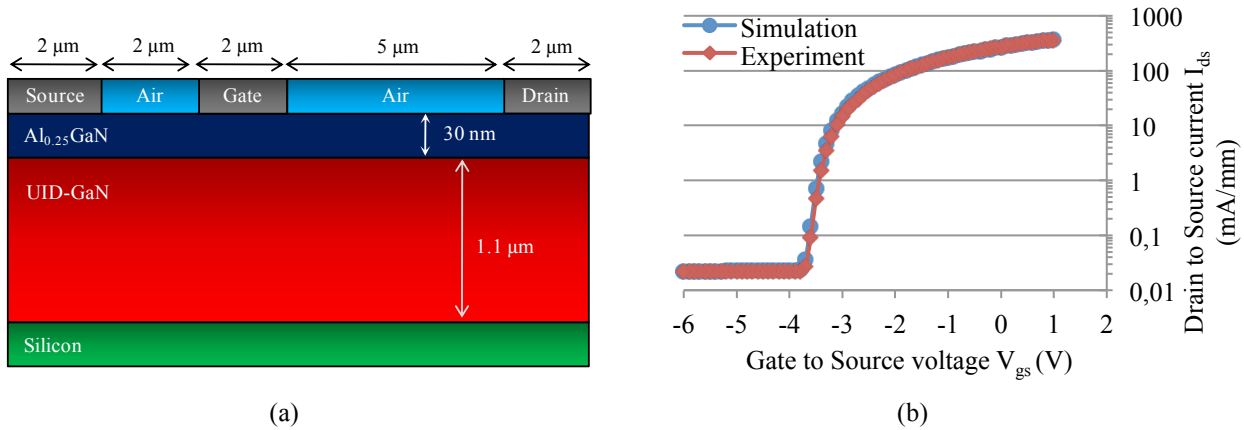 2 μm 2 μm 2 μm 5 μm 2 μm
Source Air Gate Air Drain
Al0.25GaN
30 nm
UID-GaN
1.1 μm
Silicon
(a)
Simulation
Experiment
1000
100
10
1
0,1
0,01
Drain to Source current Ids
(mA/mm)
-6 -5 -4 -3 -2 -1 0 1 2
Gate to Source voltage Vgs (V)
(b)